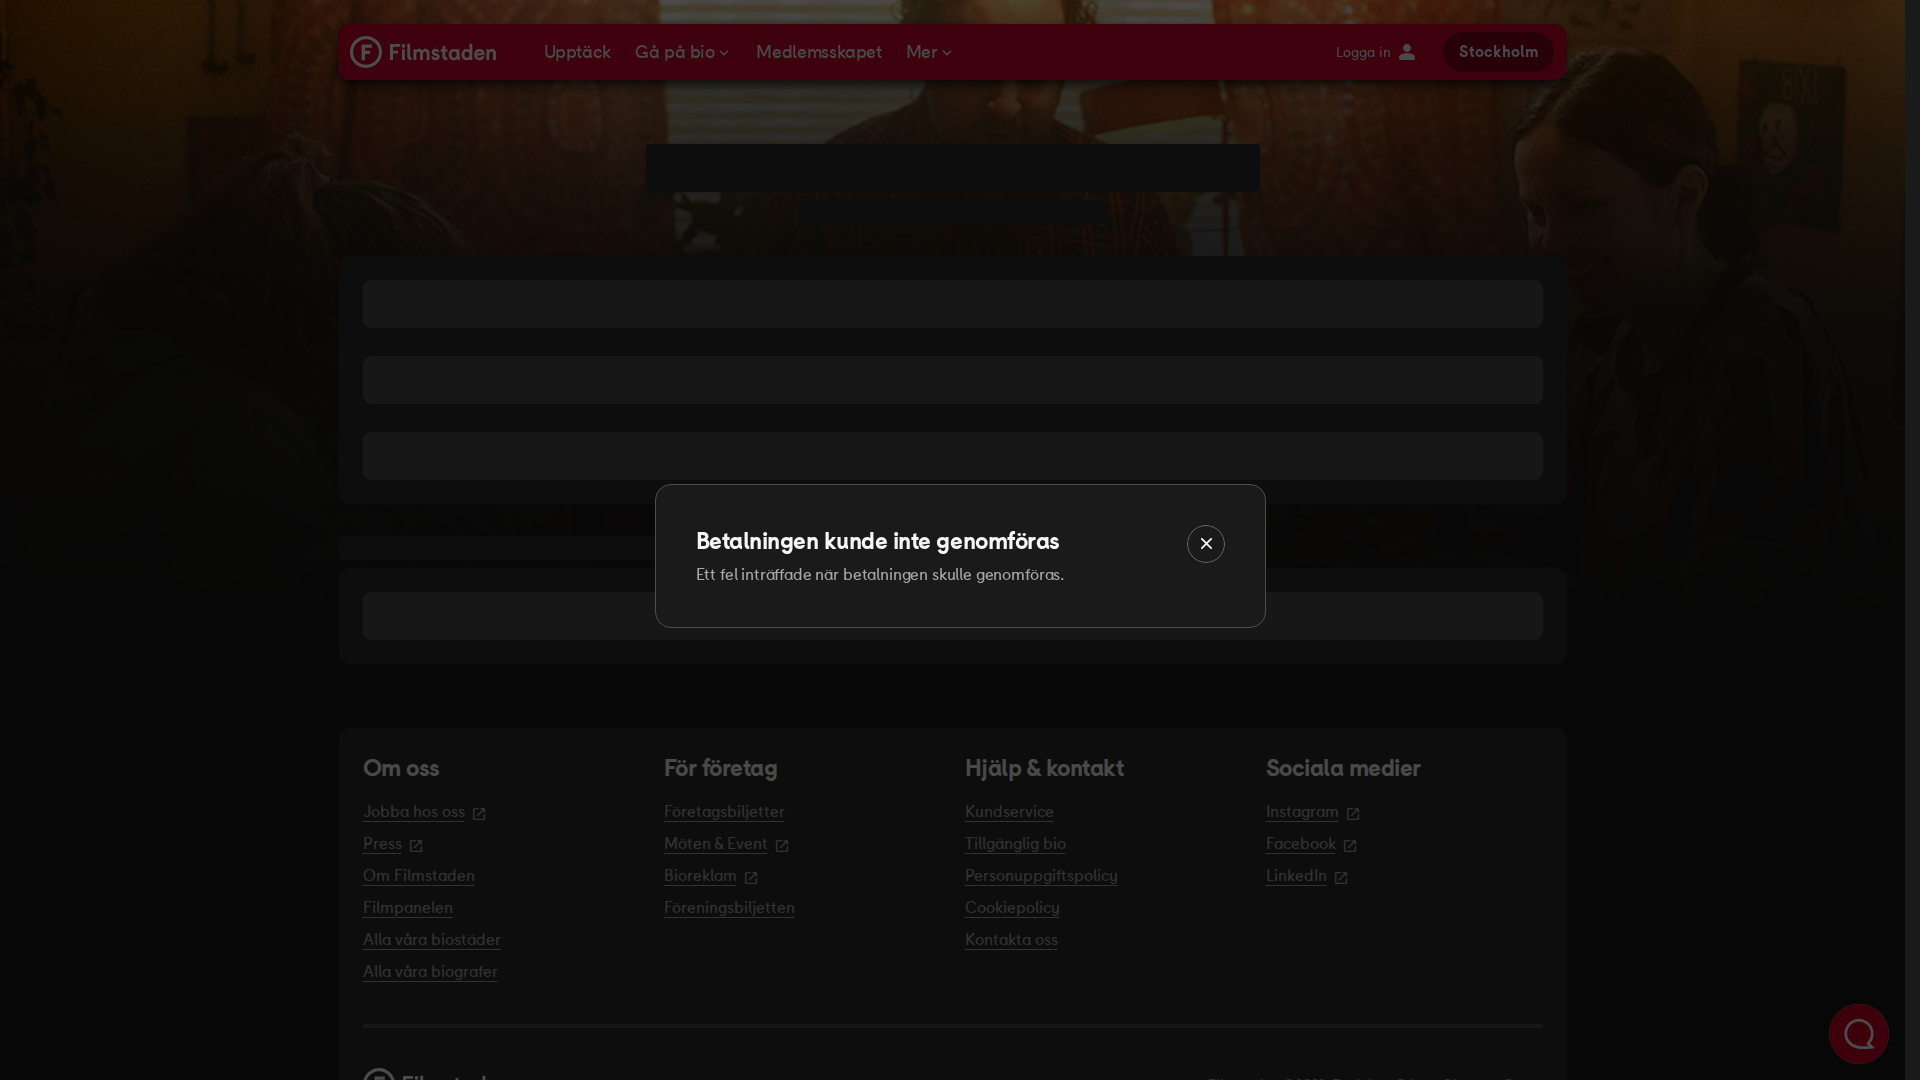 Filmstaden
Upptäck
Gå på bio
Medlemsskapet
Mer
Logga in
Stockholm
BIXI
Betalningen kunde inte genomföras
Ett fel inträffade när betalningen skulle genomföras.
Om oss
Jobba hos oss
Press
Om Filmstaden
Filmpanelen
Alla våra biostäder
Alla våra biografer
För företag
Företagsbiljetter
Möten & Event
Bioreklam
Föreningsbiljetten
Hjälp & kontakt
Kundservice
Tillgänglig bio
Personuppgiftspolicy
Cookiepolicy
Kontakta oss
Sociala medier
Instagram
Facebook
LinkedIn